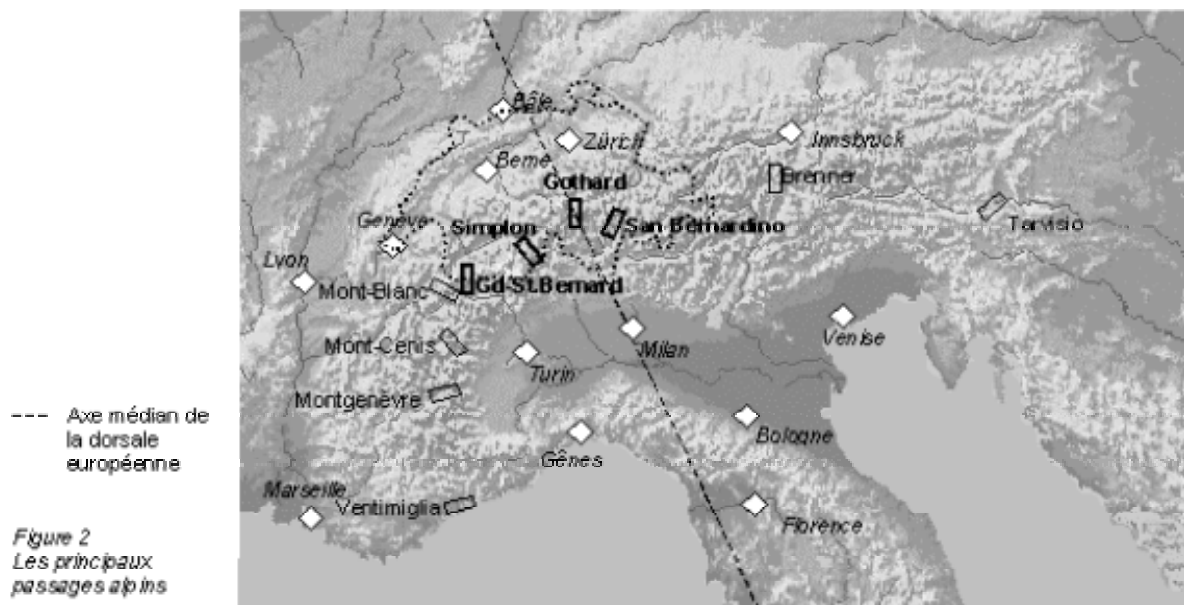 Bâle
Zürich
Innsbruck
Berne
Brenner
Gothard
Genève
Simplon
San Bernardino
Tarvisio
Lyon
Mont-Blanc
Gd St.Bernard
Venise
Mont-Cenis
Milan
Turin
Montgenèvre
--- Axe médian de
la dorsale
européenne
Bologne
Gênes
Marseille
Ventimiglia
Florence
Figure 2
Les principaux
passages alpins